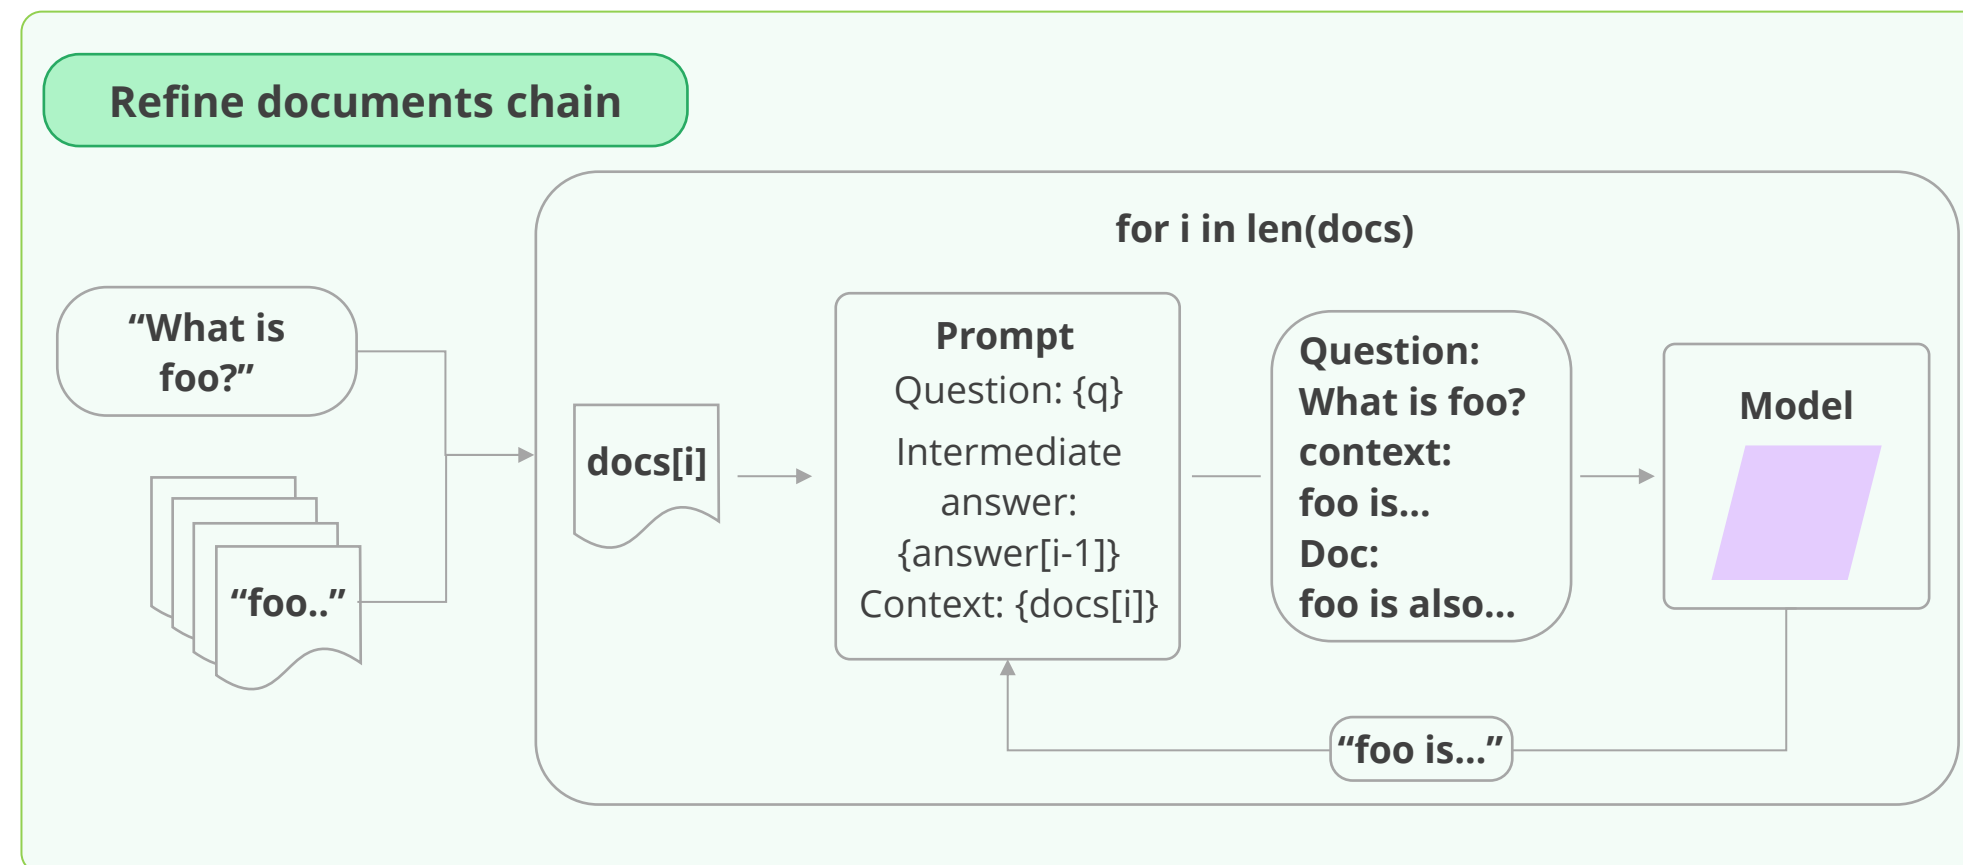 Refine documents chain
for i in len(docs)
“What is
foo?”
“foo..”
docs[i]
Prompt
Question: {q}
Intermediate
answer:
{answer[i-1]}
Context: {docs[i]}
Question:
What is foo?
context:
foo is...
Doc:
foo is also...
Model
“foo is...”